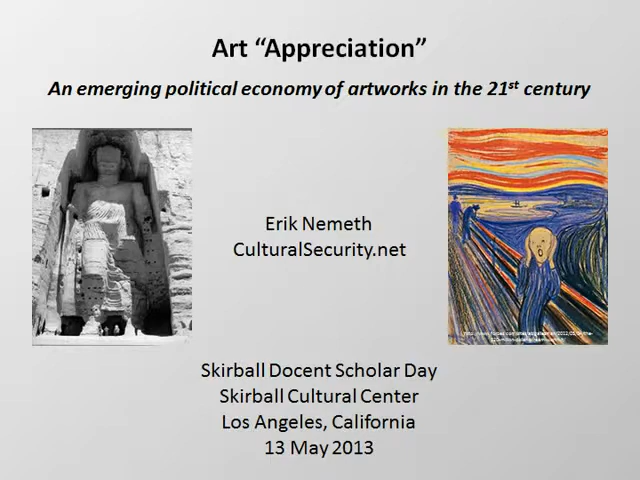 Art “Appreciation”
An emerging political economy of artworks in the 21st century
Erik Nemeth
CulturalSecurity.net
Skirball Docent Scholar Day
Skirball Cultural Center
Los Angeles, California
13 May 2013